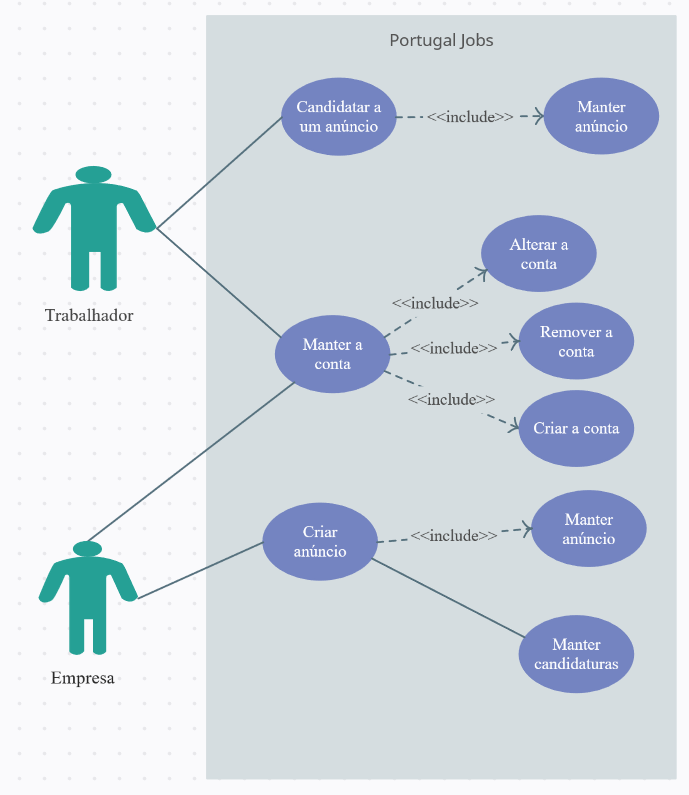 Portugal Jobs
Candidatar a
um anúncio
<<include>>
Manter
anúncio
Trabalhador
Alterar a
conta
<<include>>
Manter a
conta
<<include>>
Remover a
conta
<<include>>
Criar a conta
Criar
anúncio
<<include>>
Manter
anúncio
Manter
candidaturas
Empresa